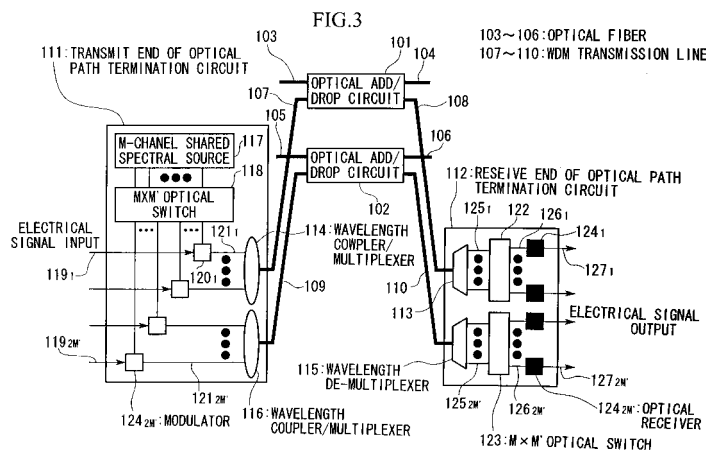 FIG.3
103~106:OPTICAL FIBER
107~110:WDM TRANSMISSION LINE
111:TRANSMIT END OF OPTICAL
PATH TERMINATION CIRCUIT
103
101
104
107
OPTICAL ADD/
DROP CIRCUIT
108
105
106
OPTICAL ADD/
DROP CIRCUIT
102
M-CHANEL SHARED
SPECTRAL SOURCE
117
118
MXM' OPTICAL
SWITCH
112:RESEIVE END OF OPTICAL PATH
TERMINATION CIRCUIT
ELECTRICAL
SIGNAL INPUT
1211
114:WAVELENGTH
COUPLER/
MULTIPLEXER
1251
122
1261
1241
1191
1201
109
110
113
1271
ELECTRICAL SIGNAL
OUTPUT
1192M'
115:WAVELENGTH
DE-MULTIPLEXER
1212M'
1242M':MODULATOR
116:WAVELENGTH
COUPLER/MULTIPLEXER
1252M'
1262M'
1272M'
1242M':OPTICAL
RECEIVER
123:M×M' OPTICAL SWITCH